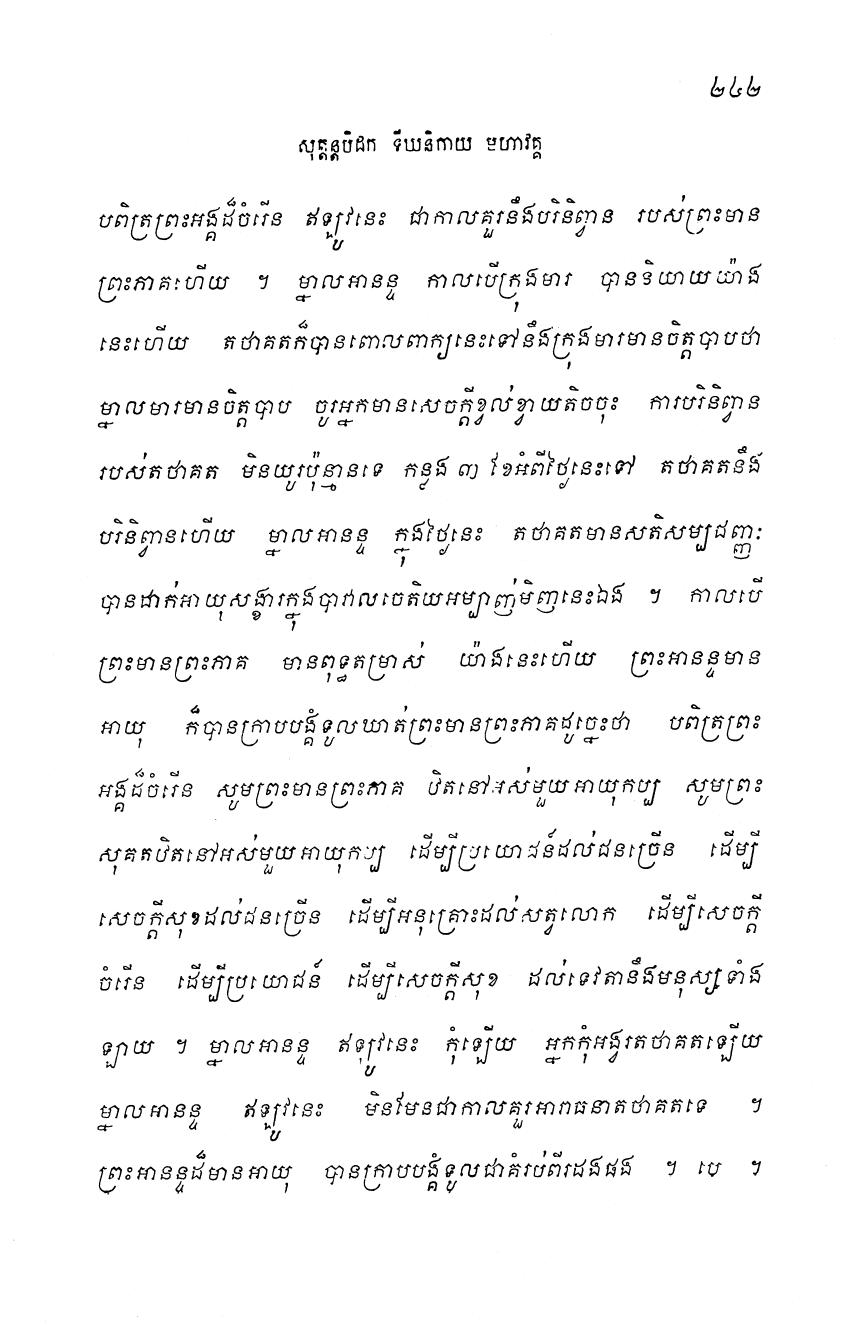 ២៤២
សុត្តន្តបិដក ទីឃនិកាយ មហាវគ្គ
បពិត្រព្រះអង្គដ៏ចំរើន ឥឡូវនេះ ជាកាលគួរនឹងបរិនិព្វាន របស់ព្រះមាន
ព្រះភាគហើយ ។ ម្នាលអានន្ទ កាលបើក្រុងមារ បាននិយាយយ៉ាង
នេះហើយ តថាគតក៏បានពោលពាក្យនេះទៅនឹងក្រុងមារមានចិត្តបាបថា
ម្នាលមារមានចិត្តបាប ចូរអ្នកមានសេចក្តីខ្វល់ខ្វាយតិចចុះ ការបរិនិព្វាន
របស់តថាគត មិនយូរប៉ុន្មានទេ កន្លង ៣ ខែអំពីថ្ងៃនេះទៅ តថាគតនឹង
បរិនិព្វានហើយ ម្នាលអានន្ទ ក្នុងថ្ងៃនេះ តថាគតមានសតិសម្បជញ្ញៈ
បានដាក់អាយុសង្ខារក្នុងបាវាលចេតិយអម្បាញ់មិញនេះឯង ។ កាលបើ
ព្រះមានព្រះភាគ មានពុទ្ធតម្រាស់ យ៉ាងនេះហើយ ព្រះអានន្ទមាន
អាយុ ក៏បានក្រាបបង្គំទូលឃាត់ព្រះមានព្រះភាគដូច្នេះថា បពិត្រព្រះ
អង្គដ៏ចំរើន សូមព្រះមានព្រះភាគ ឋិតនៅអស់មួយអាយុកប្ប សូមព្រះ
សុគតឋិតនៅអស់មួយអាយុកប្ប ដើម្បីប្រយោជន៍ដល់ជនច្រើន ដើម្បី
សេចក្តីសុខដល់ជនច្រើន ដើម្បីអនុគ្រោះដល់សត្វលោក ដើម្បីសេចក្តី
ចំរើន ដើម្បីប្រយោជន៍ ដើម្បីសេចក្តីសុខ ដល់ទេវតានឹងមនុស្សទាំង
ឡាយ ។ ម្នាលអានន្ទ ឥឡូវនេះ កុំឡើយ អ្នកកុំអង្វរតថាគតឡើយ
ម្នាលអានន្ទ ឥឡូវនេះ មិនមែនជាកាលគួរអារាធនាតថាគតទេ ។
ព្រះអានន្ទដ៏មានអាយុ បានក្រាបបង្គំទូលជាគំរប់ពីរដងផង ។ បេ ។